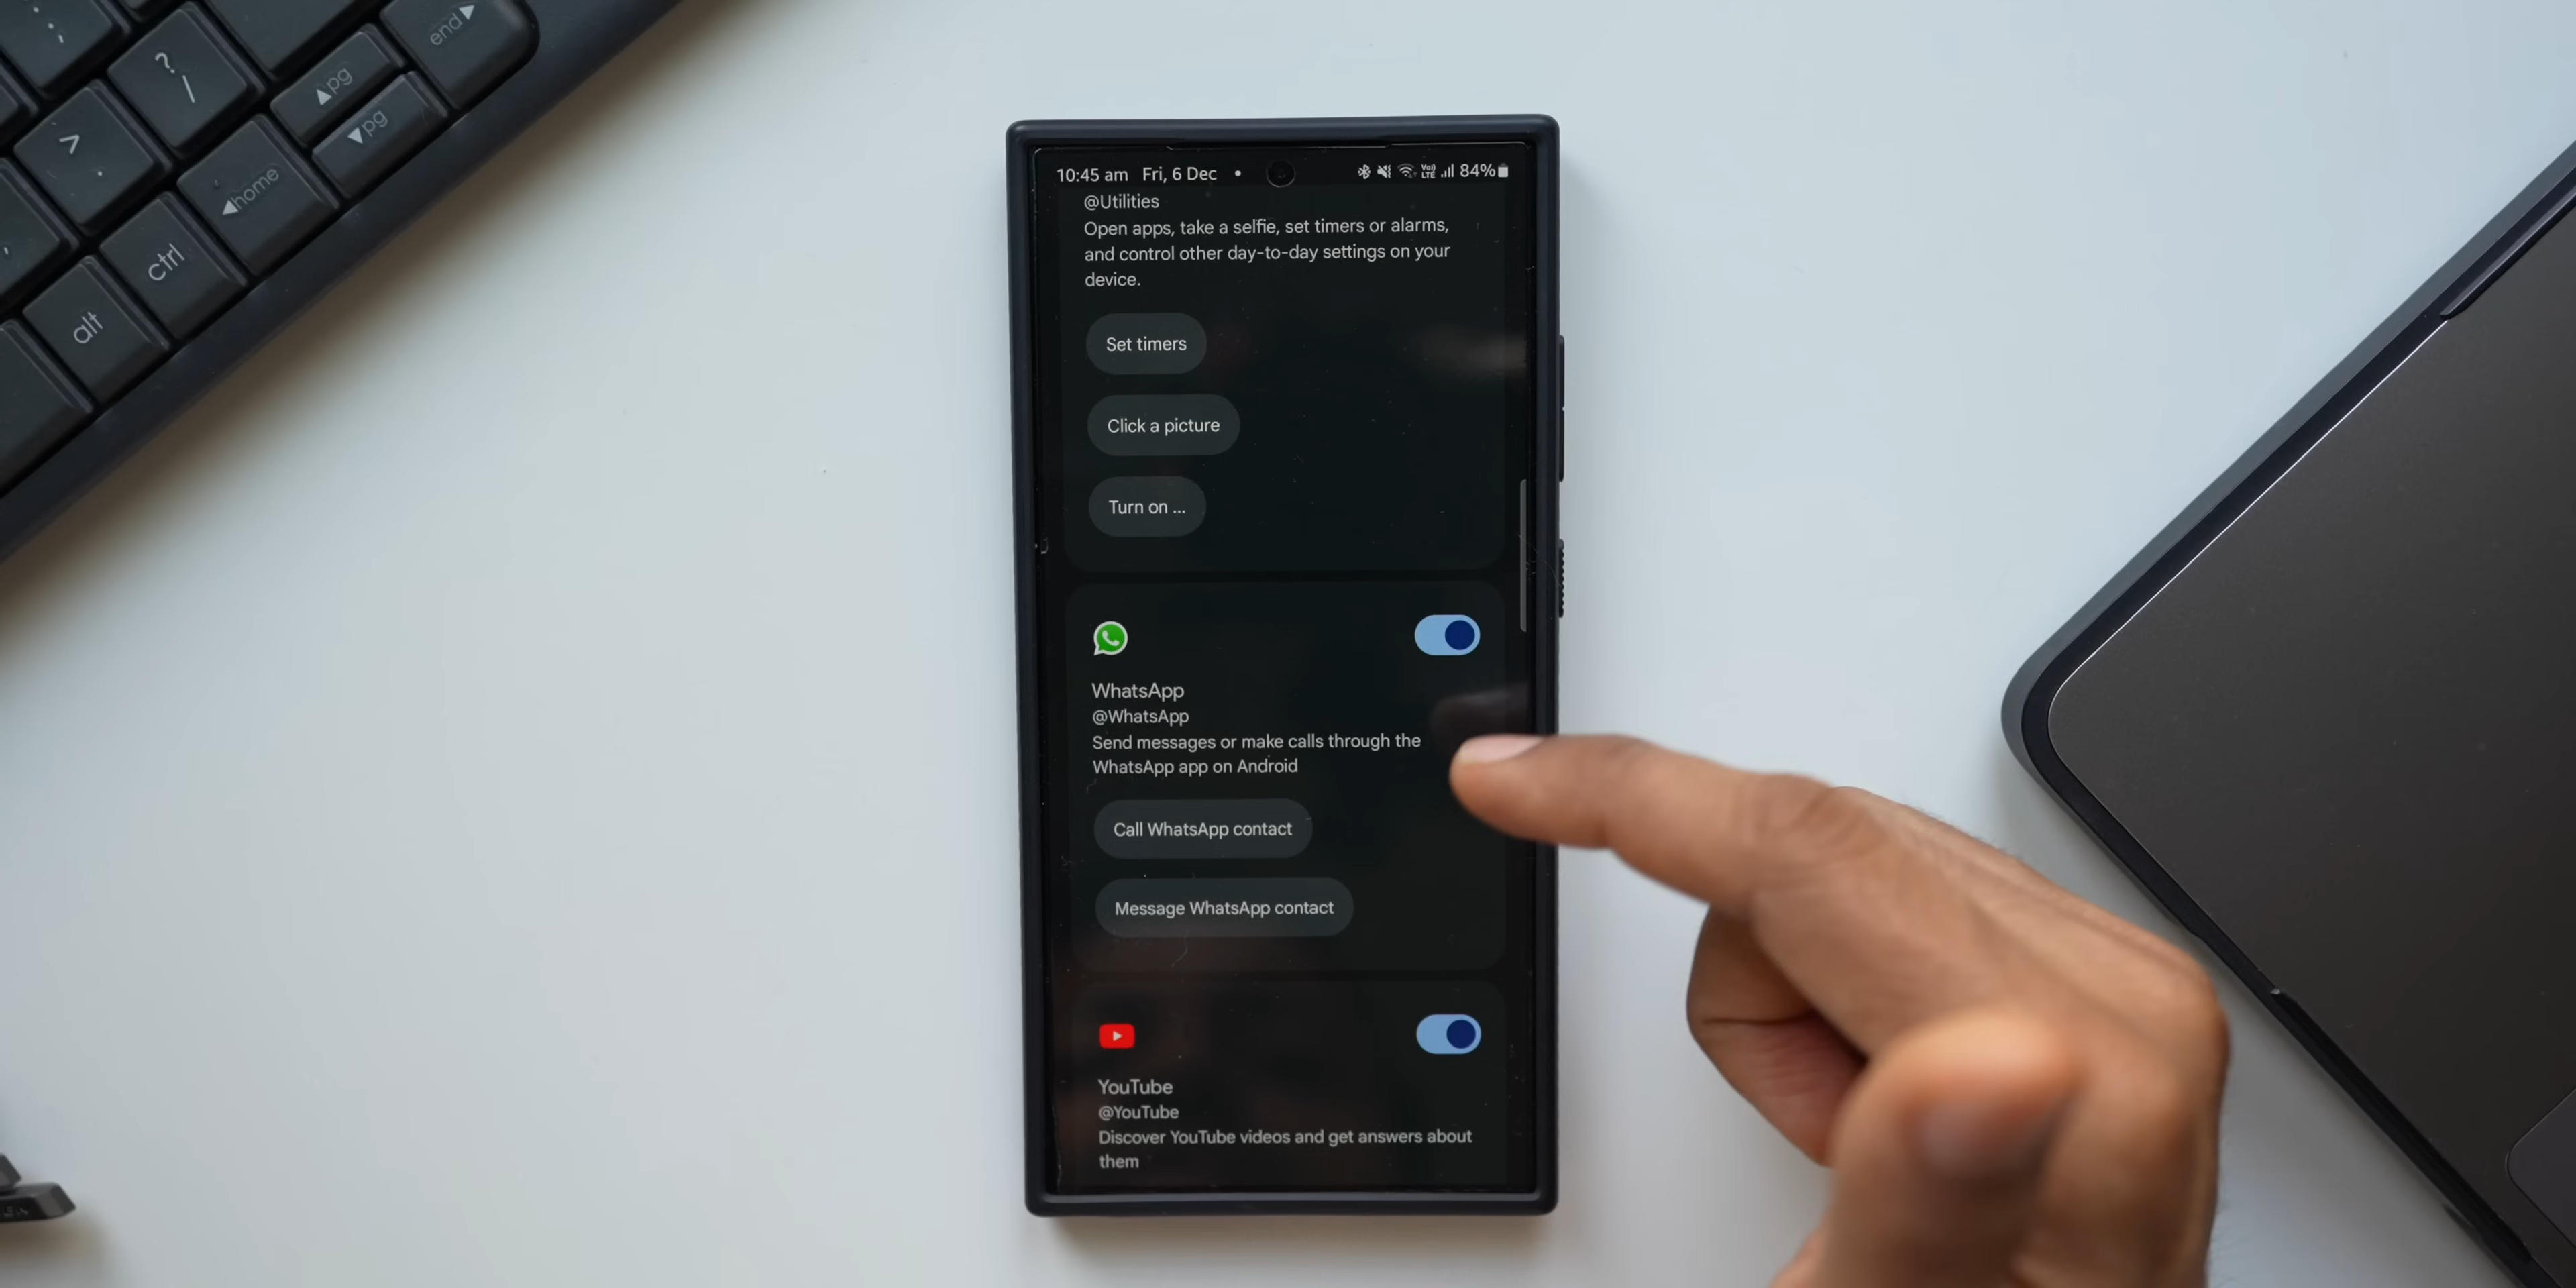 end
? /
pg
pg
>
.
home
ctrl
alt
10:45 am Fri, 6 Dec
Vo)) LTE 84%
@Utilities
Open apps, take a selfie, set timers or alarms,
and control other day-to-day settings on your
device.
Set timers
Click a picture
Turn on ...
WhatsApp
@WhatsApp
Send messages or make calls through the
WhatsApp app on Android
Call WhatsApp contact
Message WhatsApp contact
YouTube
@YouTube
Discover YouTube videos and get answers about
them